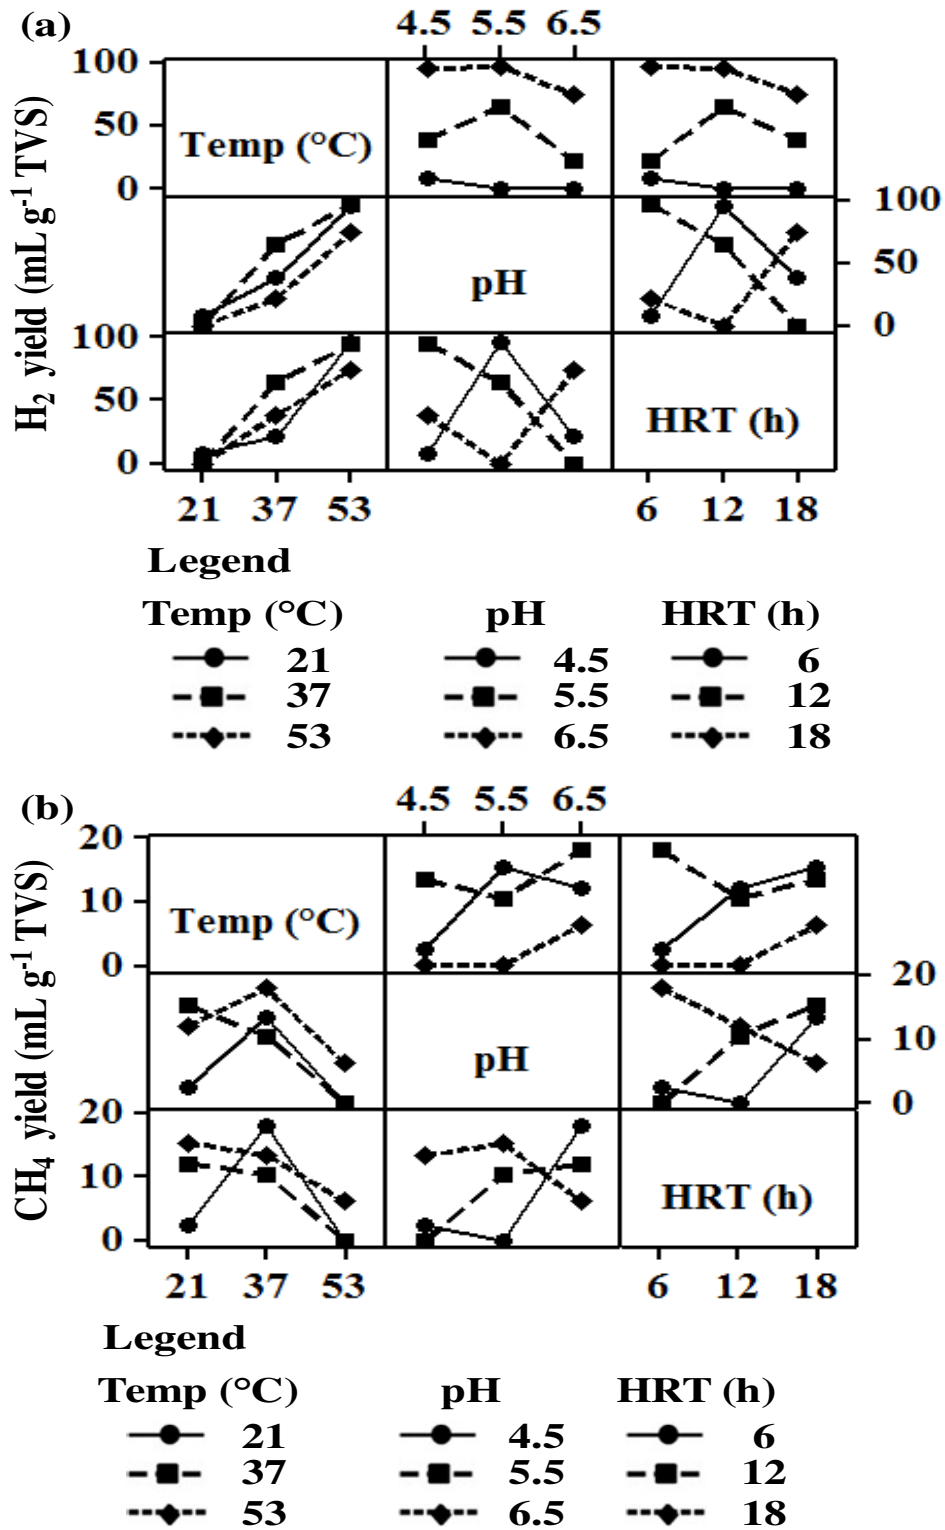 (a)
4.5 5.5 6.5
H2 yield (mL g-1 TVS)
100
50
0
Temp (°C)
pH
100
50
0
100
50
0
HRT (h)
21 37 53
6 12 18
Legend
Temp (°C) pH HRT (h)
21 4.5 6
37 5.5 12
53 6.5 18
(b)
4.5 5.5 6.5
CH4 yield (mL g-1 TVS)
20
10
0
Temp (°C)
pH
20
10
0
20
10
0
HRT (h)
21 37 53
6 12 18
Legend
Temp (°C) pH HRT (h)
21 4.5 6
37 5.5 12
53 6.5 18